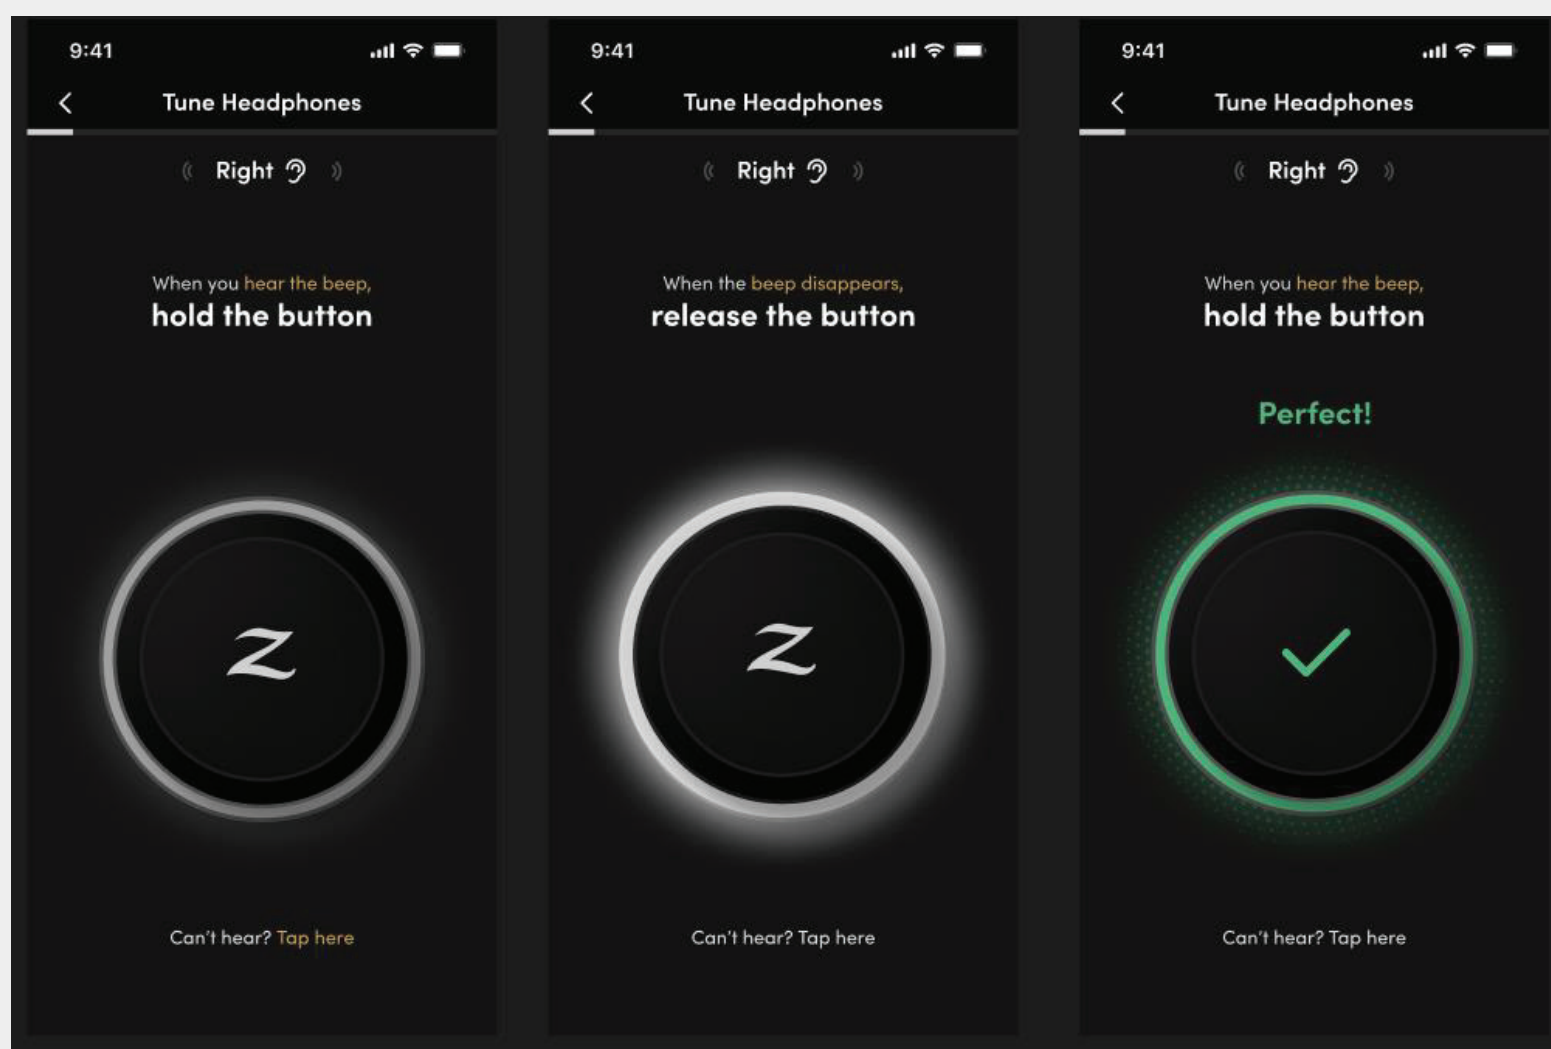 9:41
Tune Headphones
Right
When you hear the beep,
hold the button
z
Can't hear? Tap here
9:41
Tune Headphones
Right
When the beep disappears,
release the button
z
Can't hear? Tap here
9:41
Tune Headphones
Right
When you hear the beep,
hold the button
Perfect!
Can't hear? Tap here